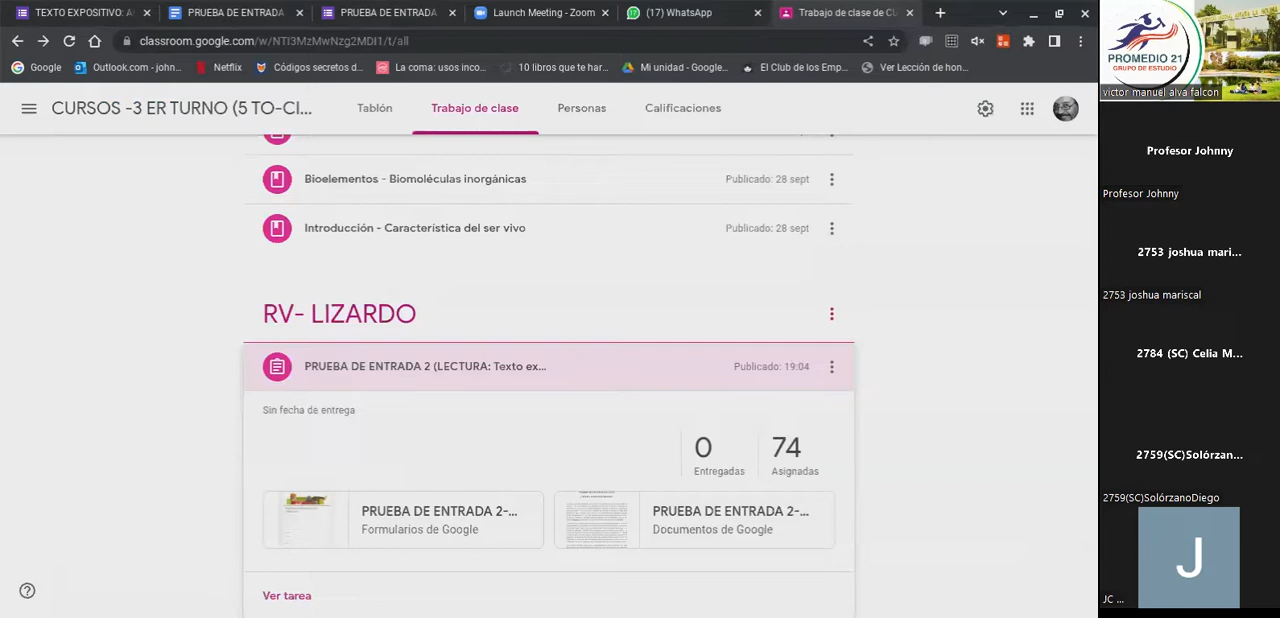 TEXTO EXPOSITIVO: A
PRUEBA DE ENTRADA
PRUEBA DE ENTRADA
Launch Meeting - Zoom
(17) WhatsApp
Trabajo de clase de CU
classroom.google.com/w/NTI3MzMwNzg2MDI1/t/all
Google
Outlook.com - john...
Netflix
Códigos secretos d...
10 libros que te har...
Mi unidad - Google...
El Club de los Emp...
Ver Lección de hon...
CURSOS -3 ER TURNO (5 TO-CI...
Tablón
Trabajo de clase
Personas
Calificaciones
Bioelementos - Biomoléculas inorgánicas
Publicado: 28 sept
Introducción - Característica del ser vivo
Publicado: 28 sept
RV- LIZARDO
PRUEBA DE ENTRADA 2 (LECTURA: Texto ex...
Publicado: 19:04
Sin fecha de entrega
0
Entregadas
74
Asignadas
PRUEBA DE ENTRADA 2-...
Formularios de Google
PRUEBA DE ENTRADA 2-...
Documentos de Google
Ver tarea
PROMEDIO 21
GRUPO DE ESTUDIO
victor manuel alva falcon
Profesor Johnny
Profesor Johnny
2753 joshua mari...
2753 joshua mariscal
2784 (SC) Celia M...
2759(SC)Solórzan...
2759(SC)SolórzanoDiego
J
JC ...